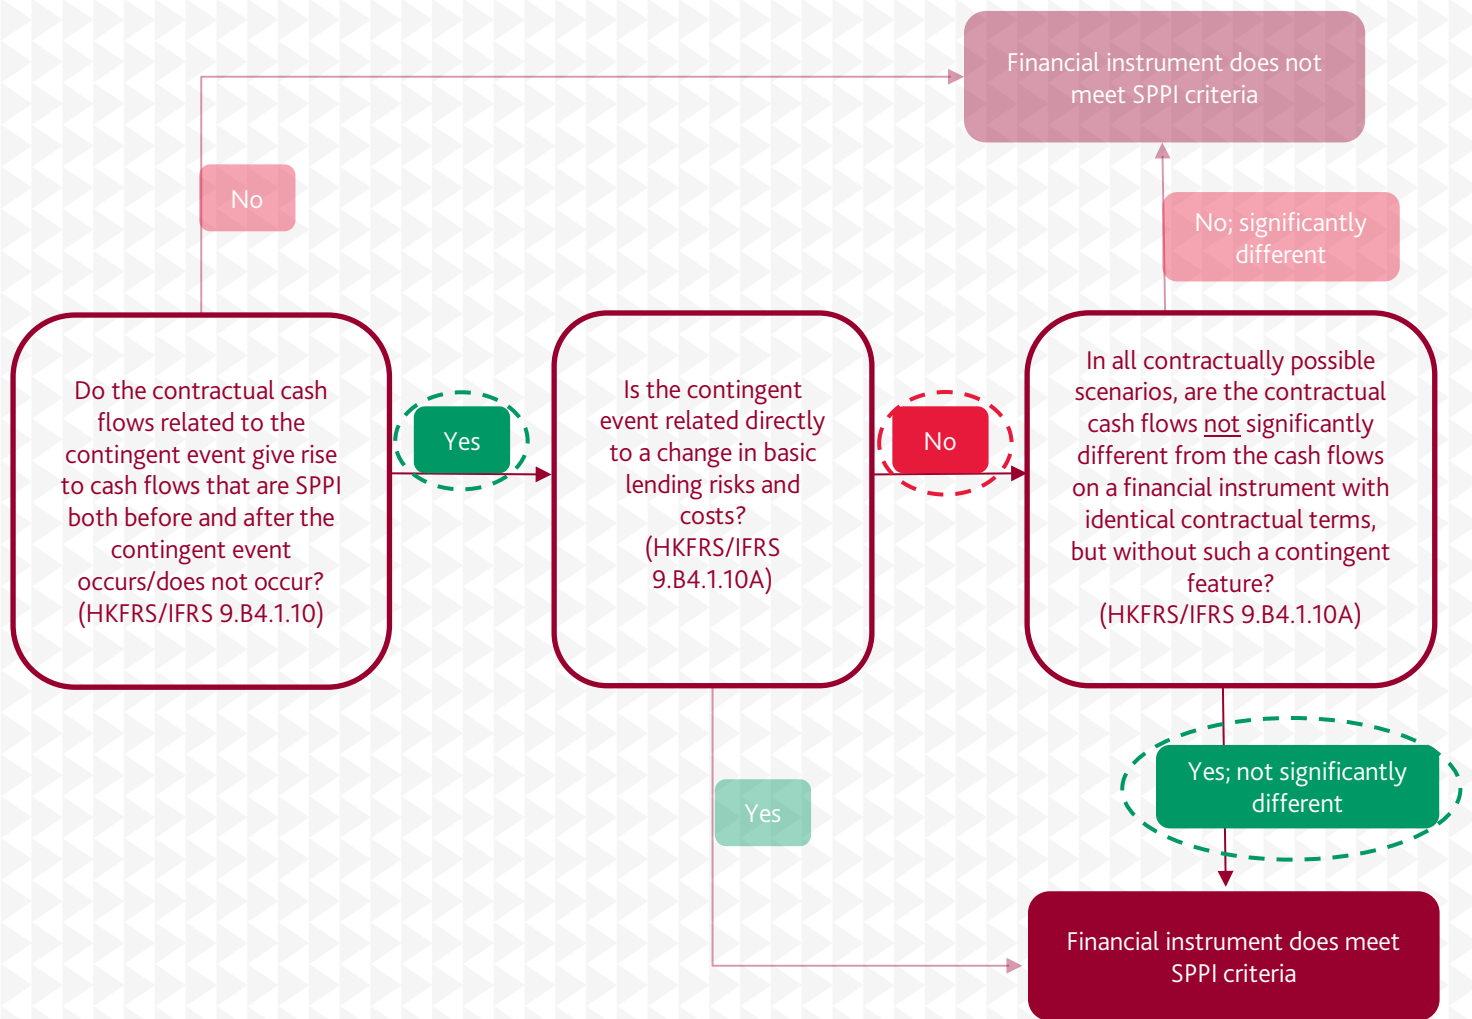 Financial instrument does not
meet SPPI criteria
No
No; significantly
different
Do the contractual cash
flows related to the
contingent event give rise
to cash flows that are SPPI
both before and after the
contingent event
occurs/does not occur?
(HKFRS/IFRS 9.B4.1.10)
Yes
Is the contingent
event related directly
to a change in basic
lending risks and
costs?
(HKFRS/IFRS
9.B4.1.10A)
No
In all contractually possible
scenarios, are the contractual
cash flows not significantly
different from the cash flows
on a financial instrument with
identical contractual terms,
but without such a contingent
feature?
(HKFRS/IFRS 9.B4.1.10A)
Yes
Yes; not significantly
different
Financial instrument does meet
SPPI criteria